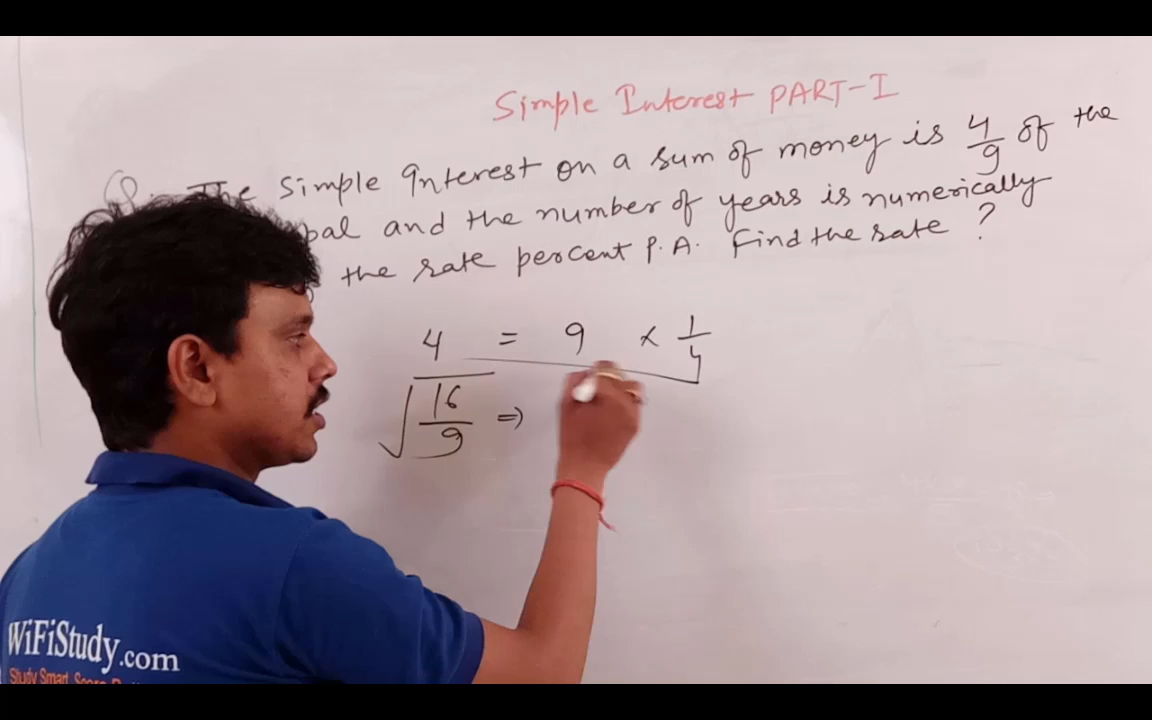 Simple Interest PART-I
Q. The Simple Interest on a sum of money is 4/9 of the
pal and the number of years is numerically
the rate percent P.A. Find the rate ?
4 = 9 × 1/4
√16/9 ⇒
WiFiStudy.com